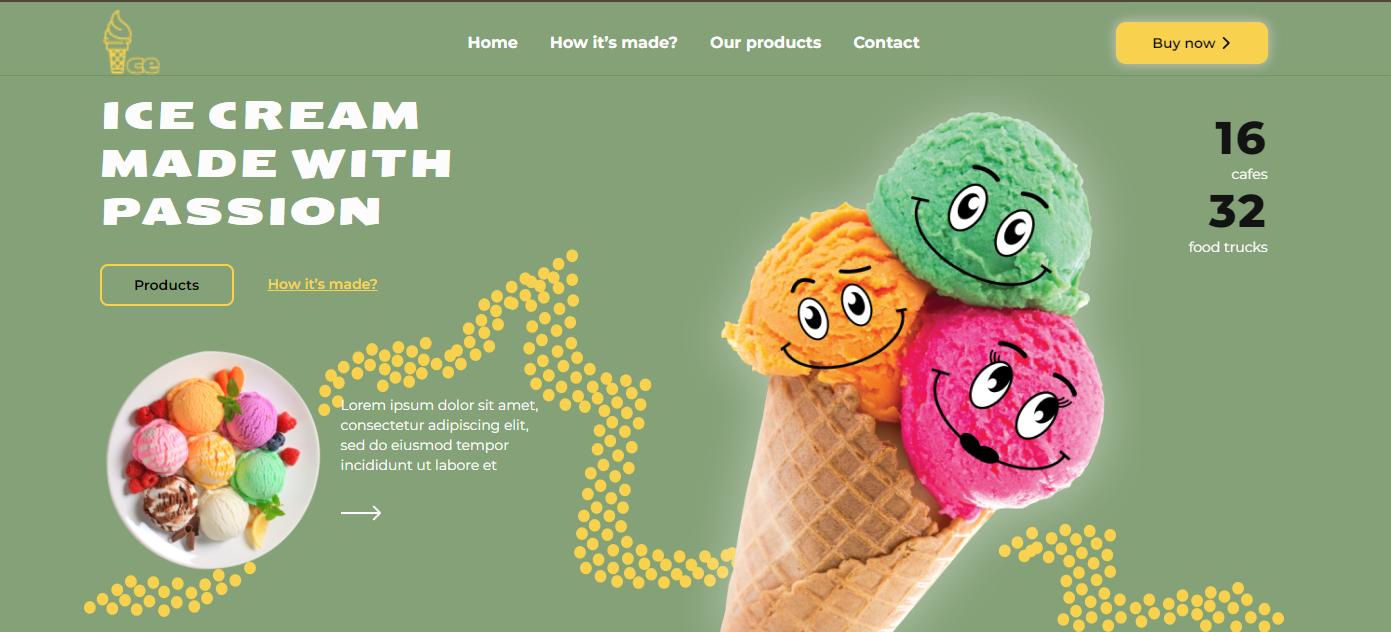 Ice
Home
How it's made?
Our products
Contact
Buy now
ICE CREAM
MADE WITH
PASSION
16
cafes
32
food trucks
Products
How it's made?
Lorem ipsum dolor sit amet,
consectetur adipiscing elit,
sed do eiusmod tempor
incididunt ut labore et